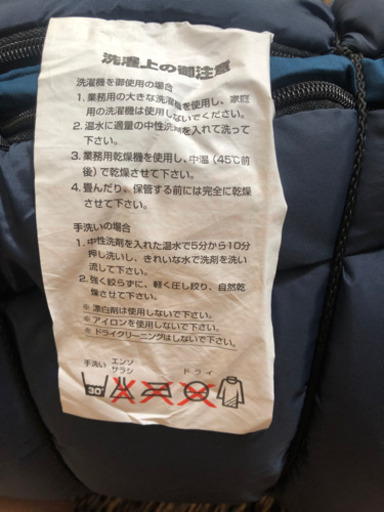 洗濯上の御注意
洗濯機を御使用の場合
1. 業務用の大きな洗濯機を使用し、家庭
用の洗濯機は使用しないでください。
2. 温水に適量の中性洗剤を入れて洗って
下さい。
3. 業務用乾燥機を使用し、中温（45℃前
後）で乾燥させて下さい。
4. 畳んだり、保管する前には完全に乾燥
させて下さい。
手洗いの場合
1. 中性洗剤を入れた温水で5分から10分
押し洗いし、きれいな水で洗剤を洗い
流して下さい。
2. 強く絞らずに、軽く圧し絞り、自然乾
燥させて下さい。
※漂白剤は使用しないで下さい。
※アイロンを使用しないで下さい。
※ドライクリーニングはしないで下さい。
手洗い エンソ ドライ
サラシ
30